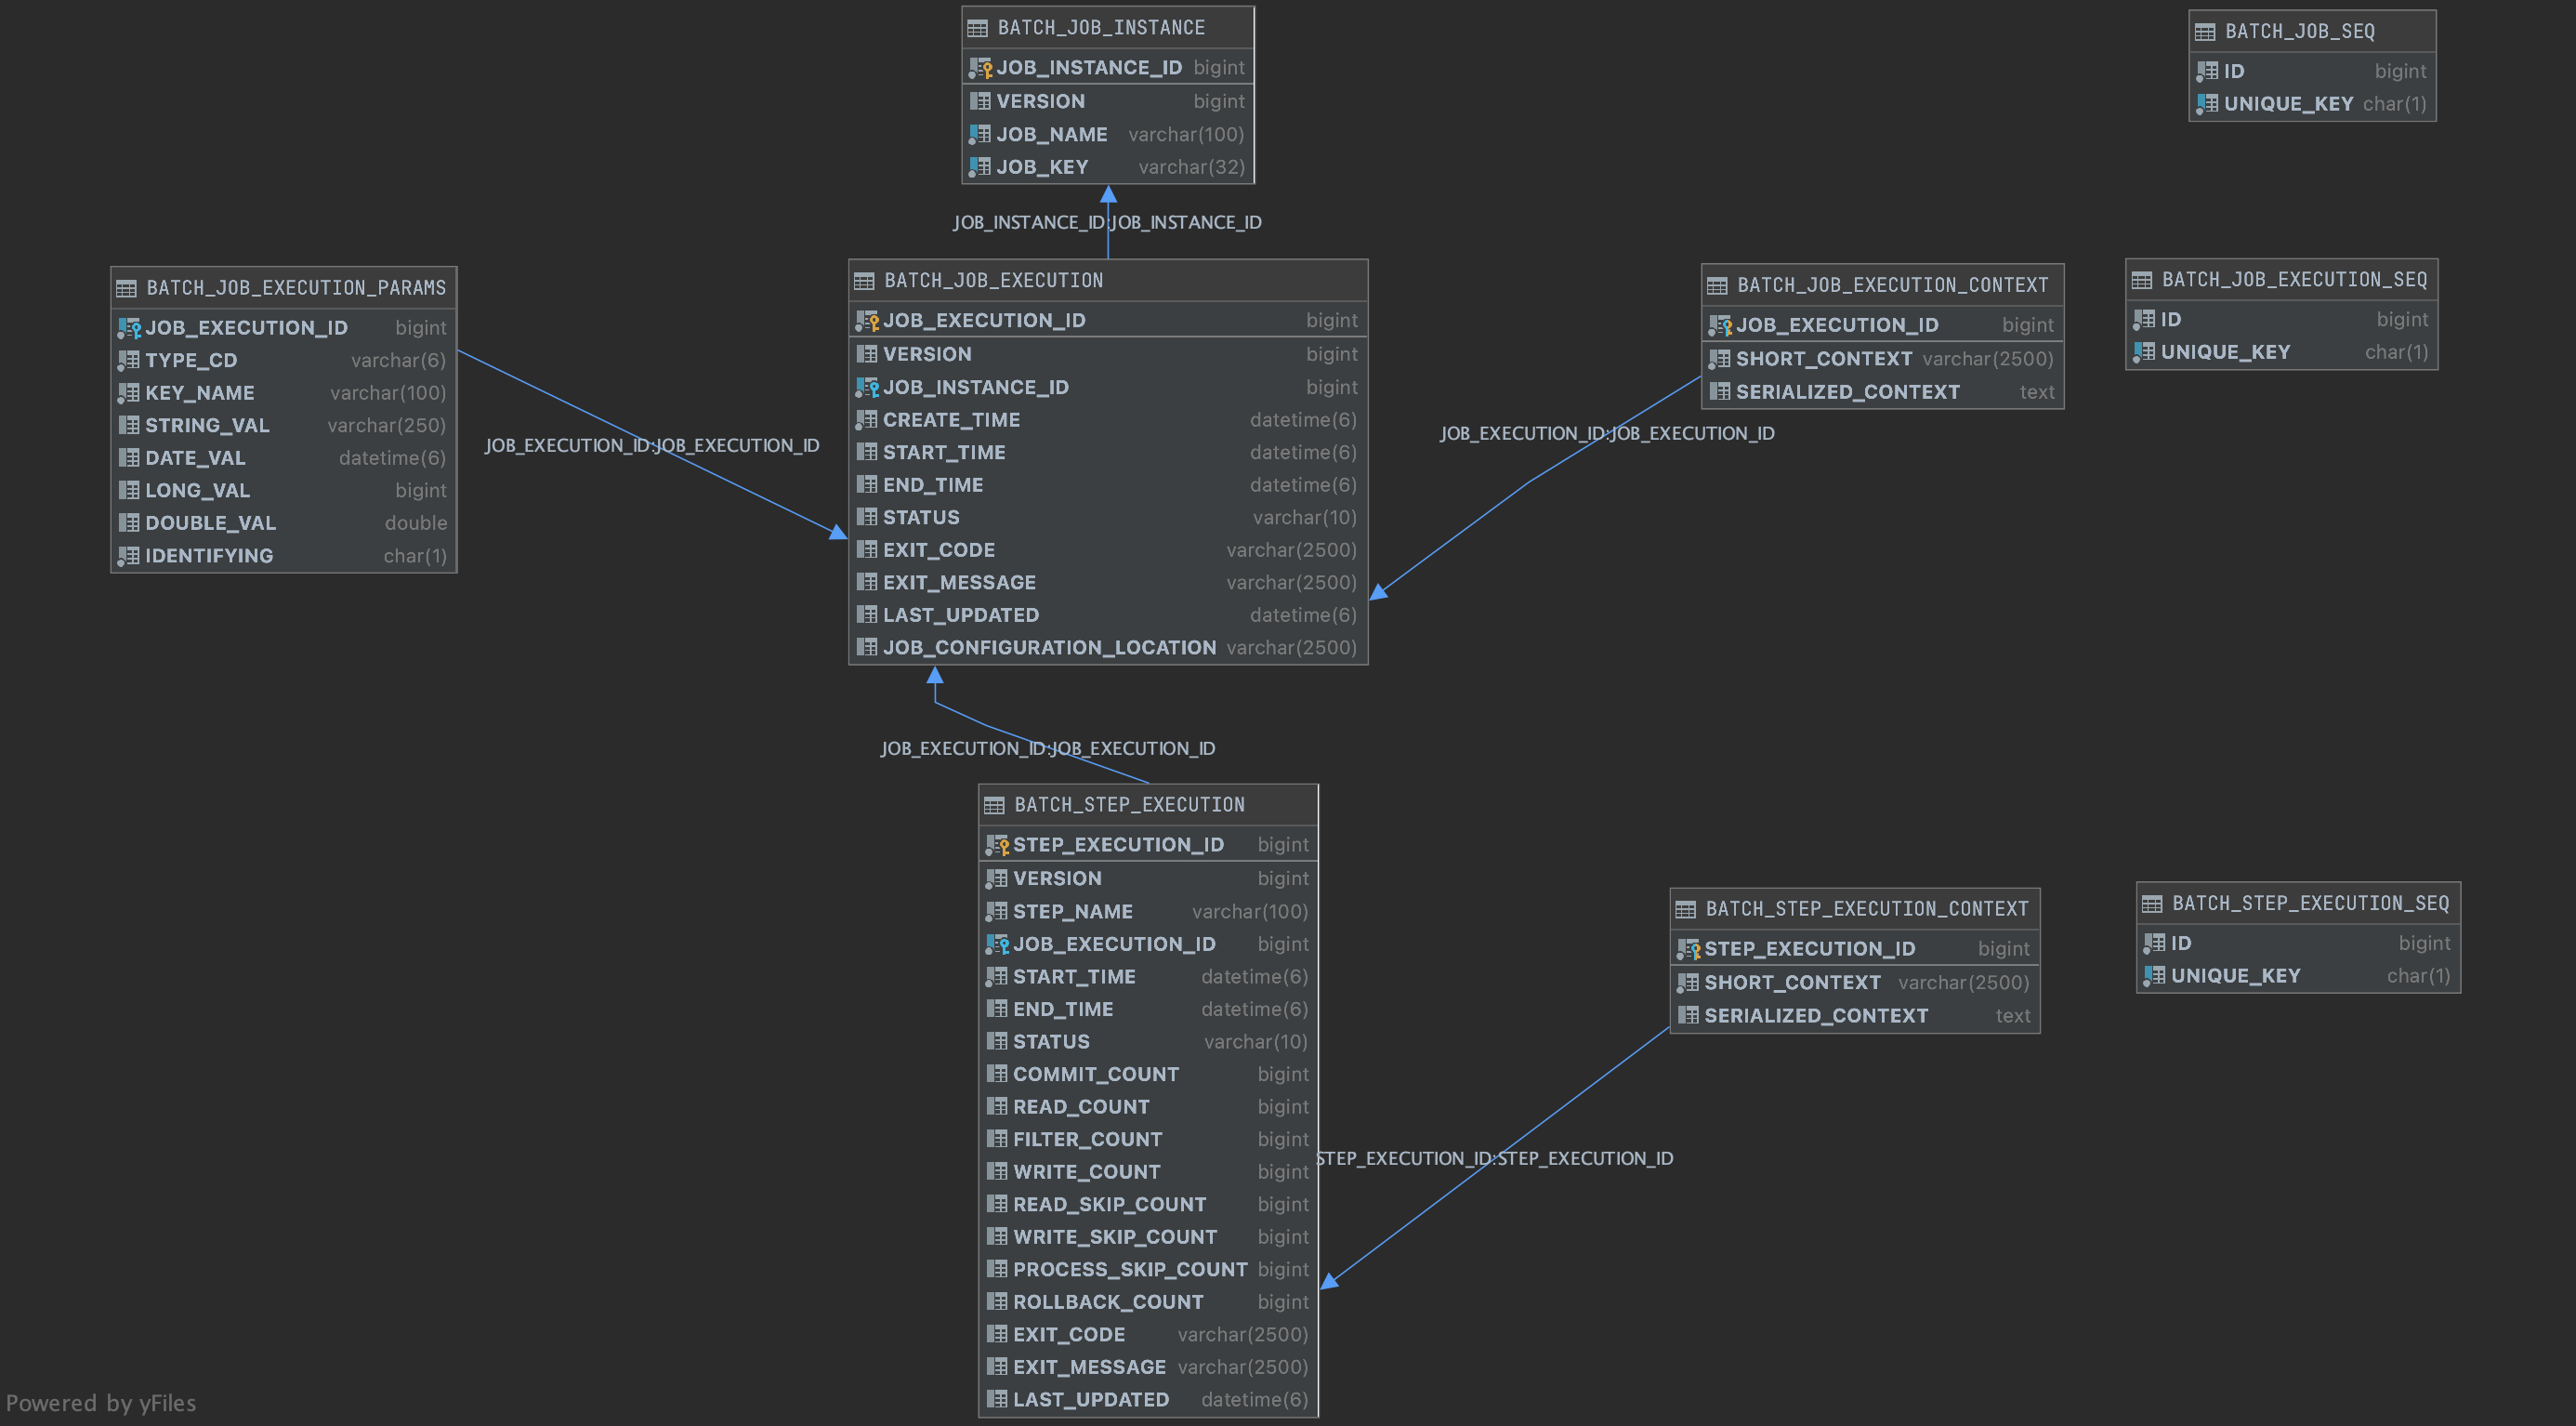 BATCH_JOB_INSTANCE
JOB_INSTANCE_ID bigint
VERSION bigint
JOB_NAME varchar(100)
JOB_KEY varchar(32)
BATCH_JOB_SEQ
ID bigint
UNIQUE_KEY char(1)
JOB_INSTANCE_ID:JOB_INSTANCE_ID
BATCH_JOB_EXECUTION_PARAMS
JOB_EXECUTION_ID bigint
TYPE_CD varchar(6)
KEY_NAME varchar(100)
STRING_VAL varchar(250)
DATE_VAL datetime(6)
LONG_VAL bigint
DOUBLE_VAL double
IDENTIFYING char(1)
JOB_EXECUTION_ID:JOB_EXECUTION_ID
BATCH_JOB_EXECUTION
JOB_EXECUTION_ID bigint
VERSION bigint
JOB_INSTANCE_ID bigint
CREATE_TIME datetime(6)
START_TIME datetime(6)
END_TIME datetime(6)
STATUS varchar(10)
EXIT_CODE varchar(2500)
EXIT_MESSAGE varchar(2500)
LAST_UPDATED datetime(6)
JOB_CONFIGURATION_LOCATION varchar(2500)
BATCH_JOB_EXECUTION_CONTEXT
JOB_EXECUTION_ID bigint
SHORT_CONTEXT varchar(2500)
SERIALIZED_CONTEXT text
JOB_EXECUTION_ID:JOB_EXECUTION_ID
BATCH_JOB_EXECUTION_SEQ
ID bigint
UNIQUE_KEY char(1)
JOB_EXECUTION_ID:JOB_EXECUTION_ID
BATCH_STEP_EXECUTION
STEP_EXECUTION_ID bigint
VERSION bigint
STEP_NAME varchar(100)
JOB_EXECUTION_ID bigint
START_TIME datetime(6)
END_TIME datetime(6)
STATUS varchar(10)
COMMIT_COUNT bigint
READ_COUNT bigint
FILTER_COUNT bigint
WRITE_COUNT bigint
READ_SKIP_COUNT bigint
WRITE_SKIP_COUNT bigint
PROCESS_SKIP_COUNT bigint
ROLLBACK_COUNT bigint
EXIT_CODE varchar(2500)
EXIT_MESSAGE varchar(2500)
LAST_UPDATED datetime(6)
BATCH_STEP_EXECUTION_CONTEXT
STEP_EXECUTION_ID bigint
SHORT_CONTEXT varchar(2500)
SERIALIZED_CONTEXT text
STEP_EXECUTION_ID:STEP_EXECUTION_ID
BATCH_STEP_EXECUTION_SEQ
ID bigint
UNIQUE_KEY char(1)
Powered by yFiles